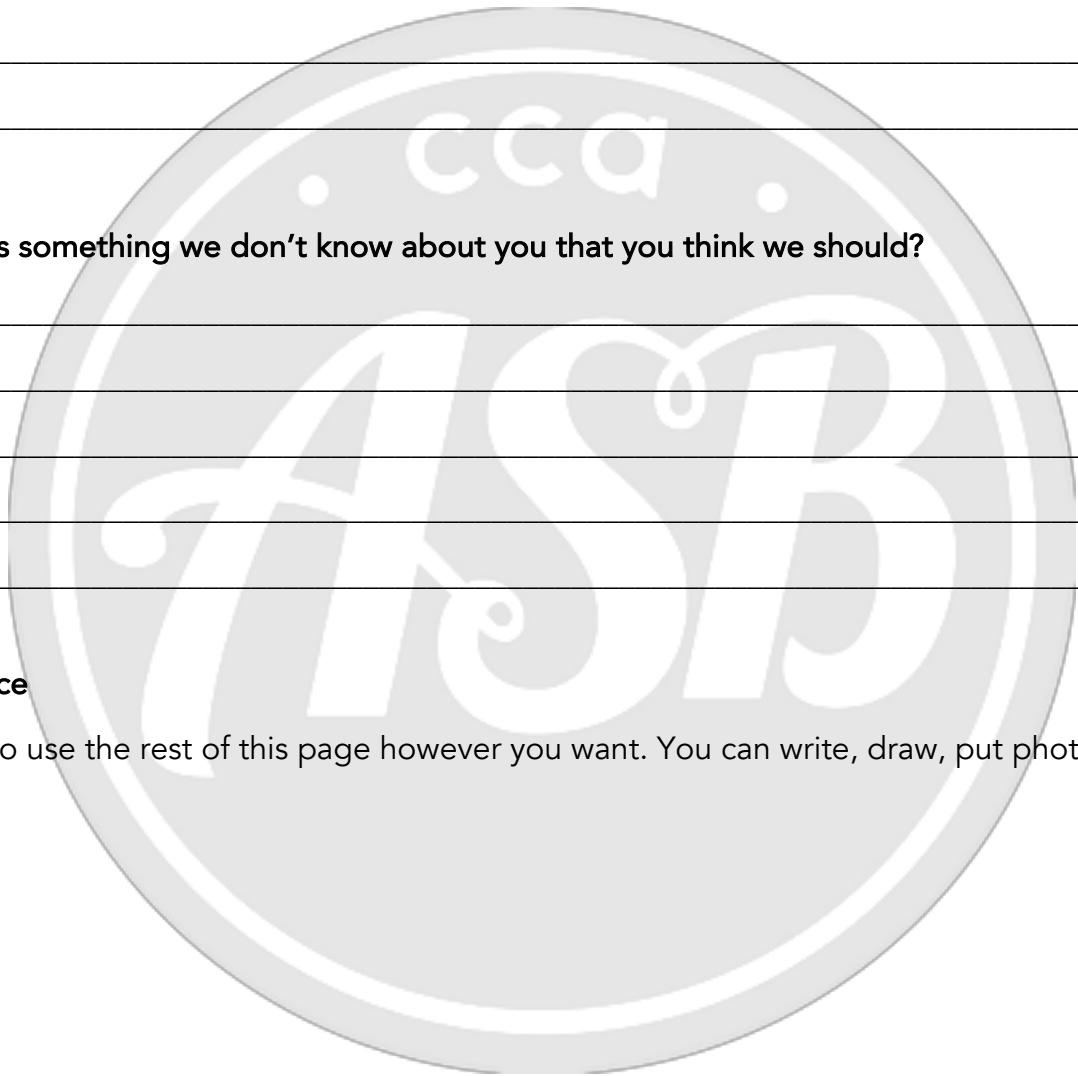 cca
s something we don’t know about you that you think we should?
ASB
ce
o use the rest of this page however you want. You can write, draw, put phot